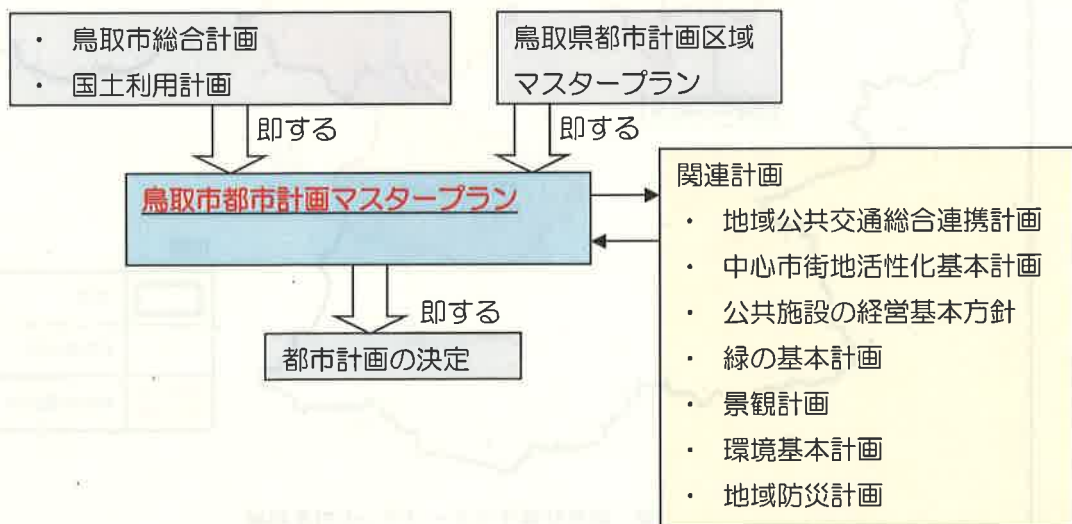 ・ 鳥取市総合計画
・ 国土利用計画
鳥取県都市計画区域
マスタープラン
即する
即する
鳥取市都市計画マスタープラン
即する
都市計画の決定
関連計画
・ 地域公共交通総合連携計画
・ 中心市街地活性化基本計画
・ 公共施設の経営基本方針
・ 緑の基本計画
・ 景観計画
・ 環境基本計画
・ 地域防災計画